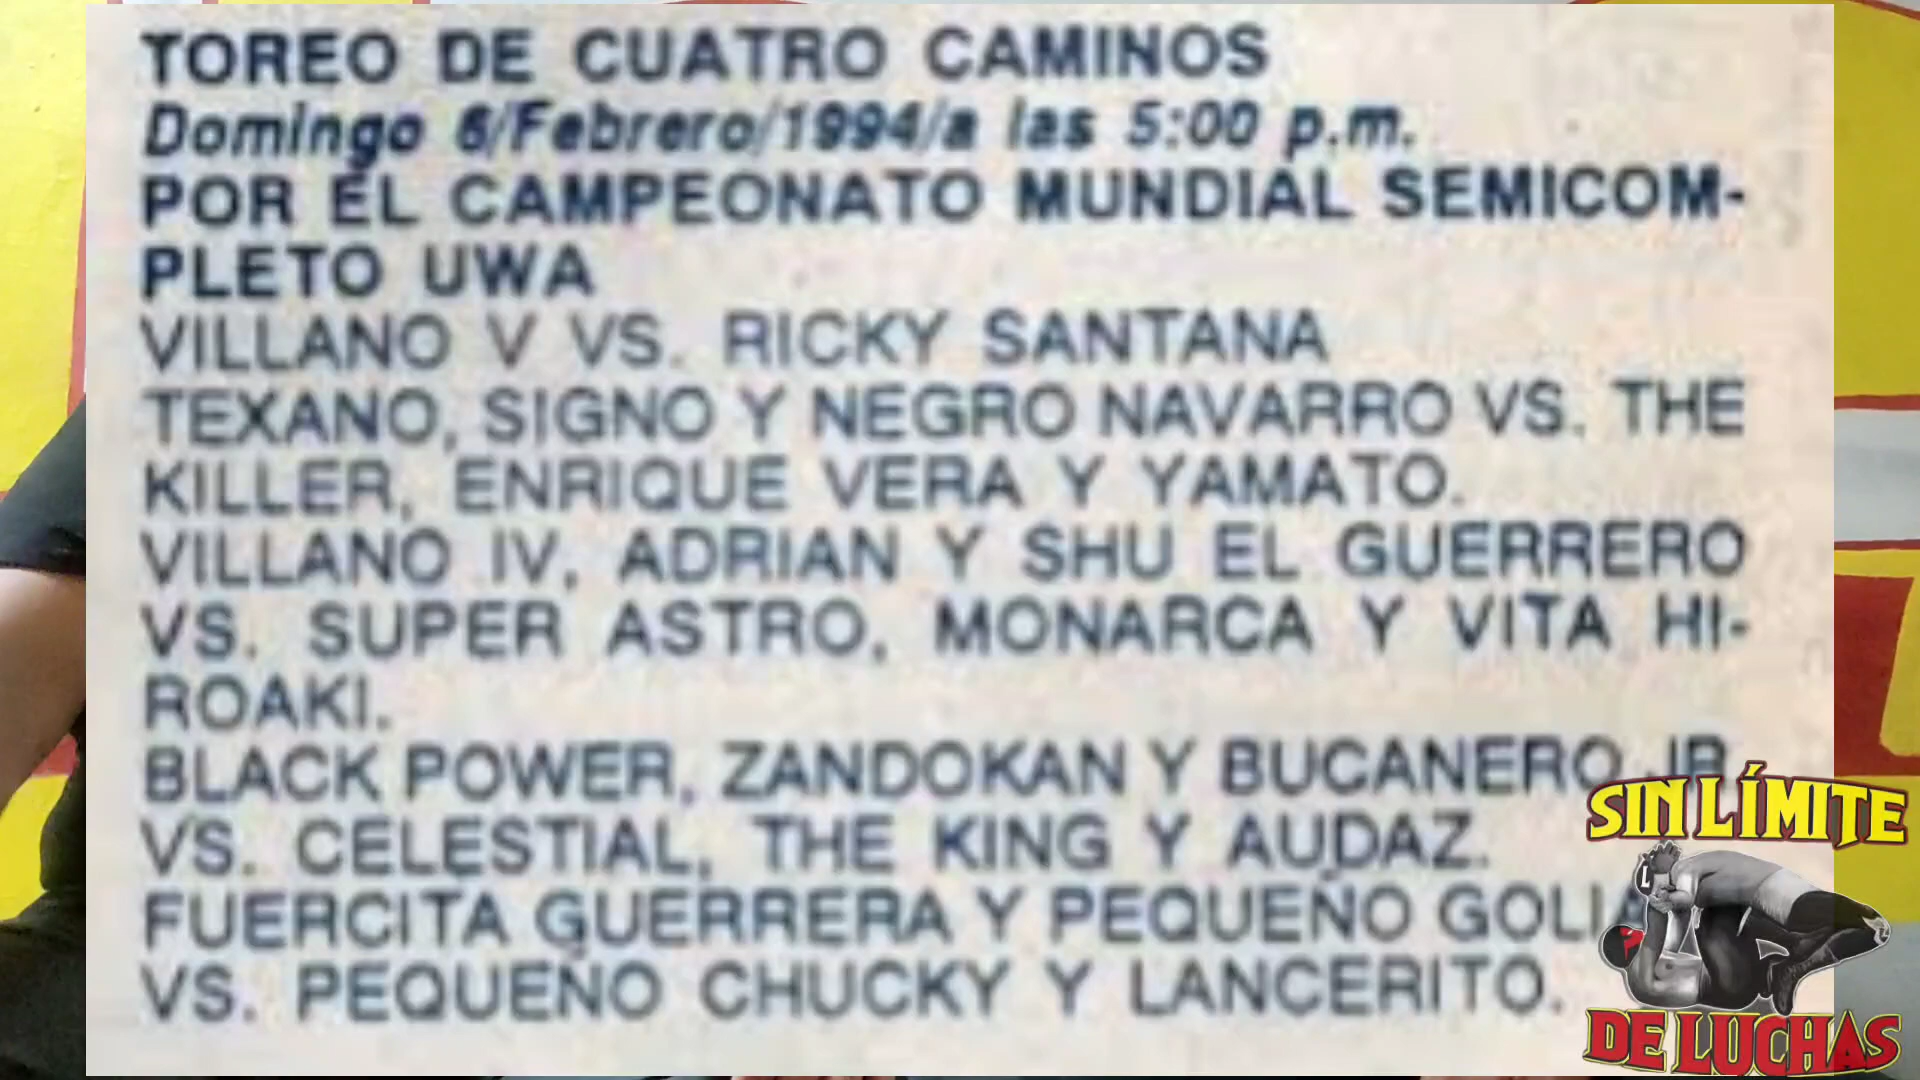 TOREO DE CUATRO CAMINOS
Domingo 6/Febrero/1994/a las 5:00 p.m.
POR EL CAMPEONATO MUNDIAL SEMICOM-
PLETO UWA
VILLANO V VS. RICKY SANTANA
TEXANO, SIGNO Y NEGRO NAVARRO VS. THE
KILLER, ENRIQUE VERA Y YAMATO.
VILLANO IV, ADRIAN Y SHU EL GUERRERO
VS. SUPER ASTRO, MONARCA Y VITA HI-
ROAKI.
BLACK POWER, ZANDOKAN Y BUCANERO JR.
VS. CELESTIAL, THE KING Y AUDAZ.
FUERCITA GUERRERA Y PEQUEÑO
VS. PEQUEÑO CHUCKY Y LANCERITO.
SIN LÍMITE
DE LUCHAS